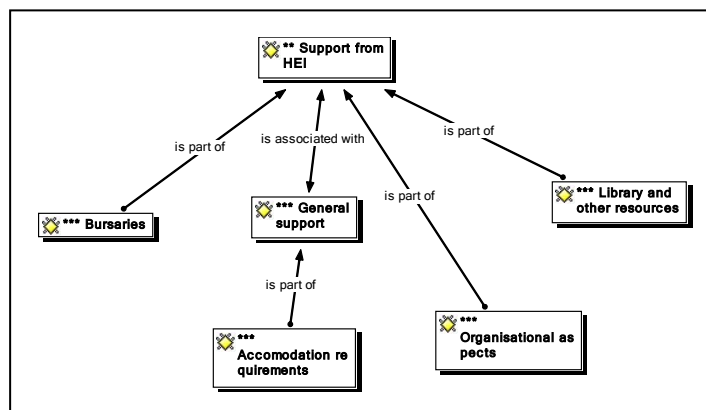 ** Support from
HEI
is part of
is associated with
is part of
is part of
*** Bursaries
*** General
support
*** Library and
other resources
is part of
***
Accomodation re
quirements
***
Organisational as
pects